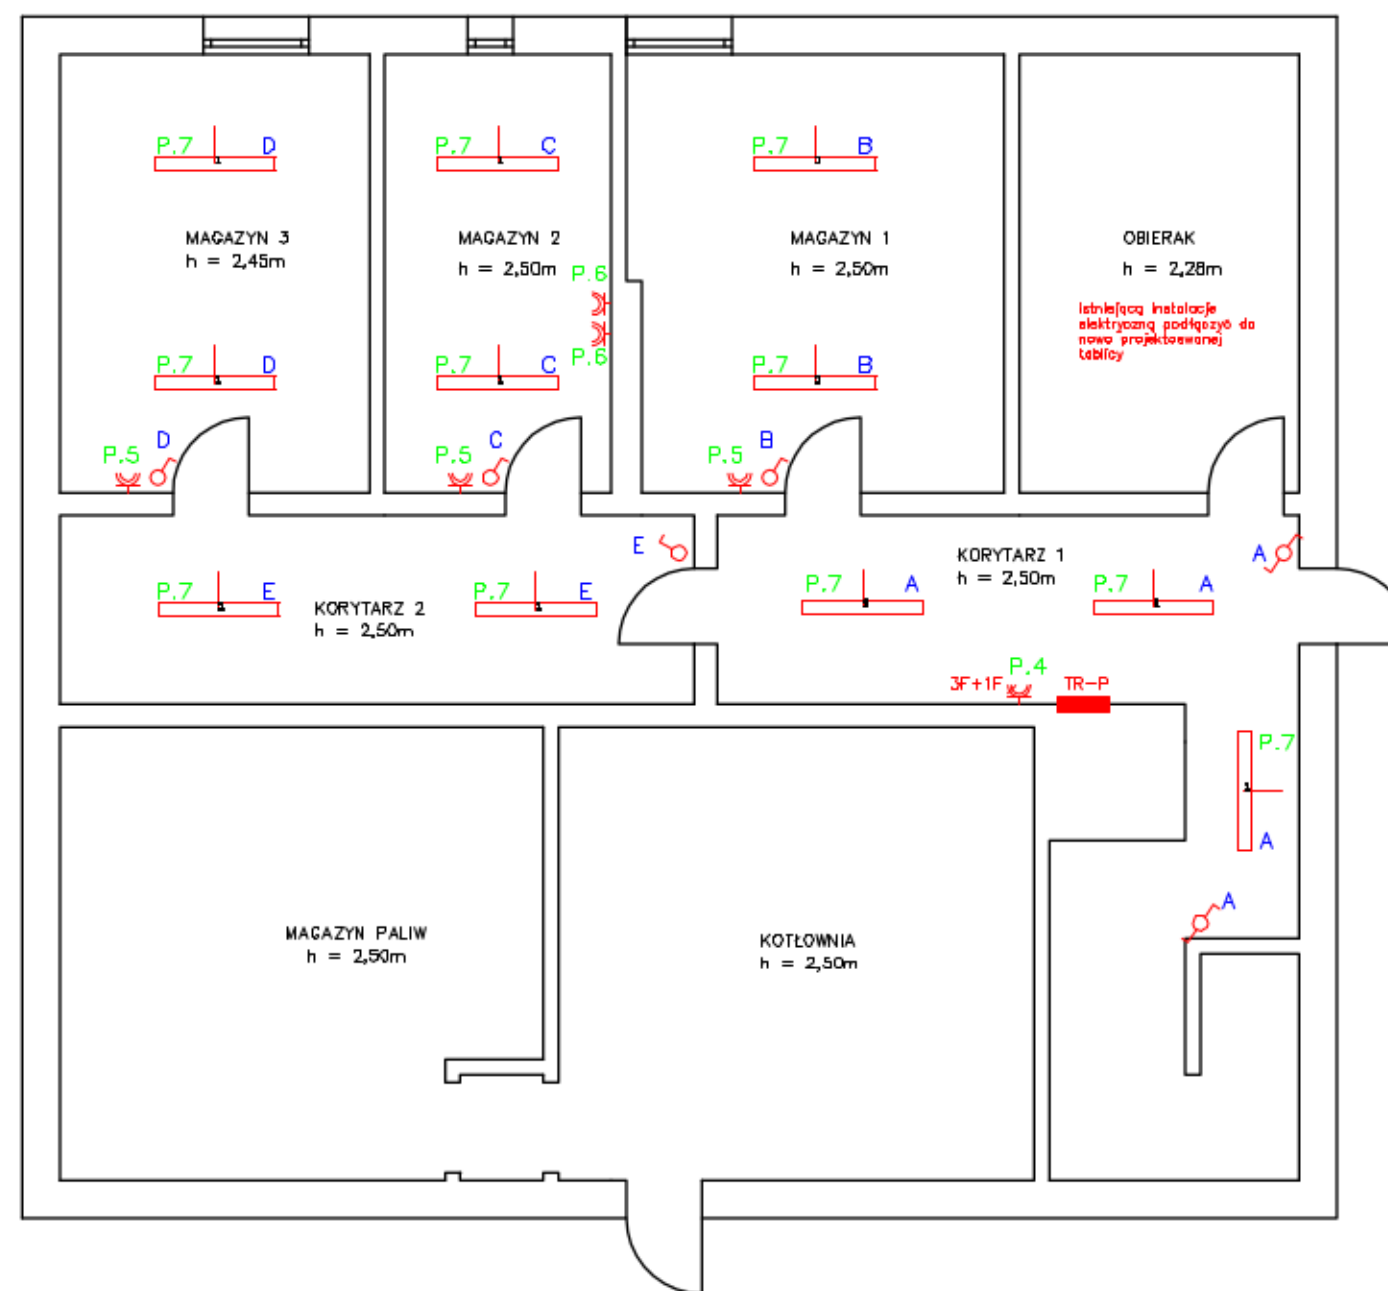 P.7 D
P.7 C
P.7 B
MAGAZYN 3
h = 2,45m
MAGAZYN 2
h = 2,50m
MAGAZYN 1
h = 2,50m
OBIERAK
h = 2,28m
P.6
P.6
Istniejącą instalacje
elektryczną podłączyć do
nowo projektoewanej
tablicy
P.7 D
P.7 C
P.7 B
P.5 D
P.5 C
P.5 B
E
KORYTARZ 1
h = 2,50m
A
P.7 E
KORYTARZ 2
h = 2,50m
P.7 E
P.7 A
P.7 A
P.4
3F+1F
TR-P
P.7
A
A
MAGAZYN PALIW
h = 2,50m
KOTŁOWNIA
h = 2,50m